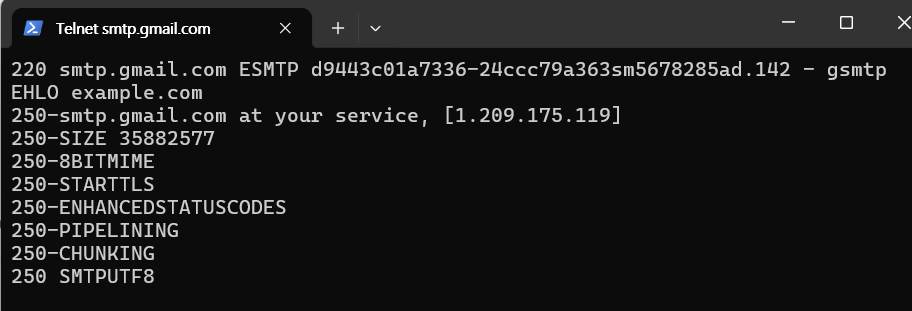 Telnet smtp.gmail.com
220 smtp.gmail.com ESMTP d9443c01a7336-24ccc79a363sm5678285ad.142 - gsmtp
EHLO example.com
250-smtp.gmail.com at your service, [1.209.175.119]
250-SIZE 35882577
250-8BITMIME
250-STARTTLS
250-ENHANCEDSTATUSCODES
250-PIPELINING
250-CHUNKING
250 SMTPUTF8